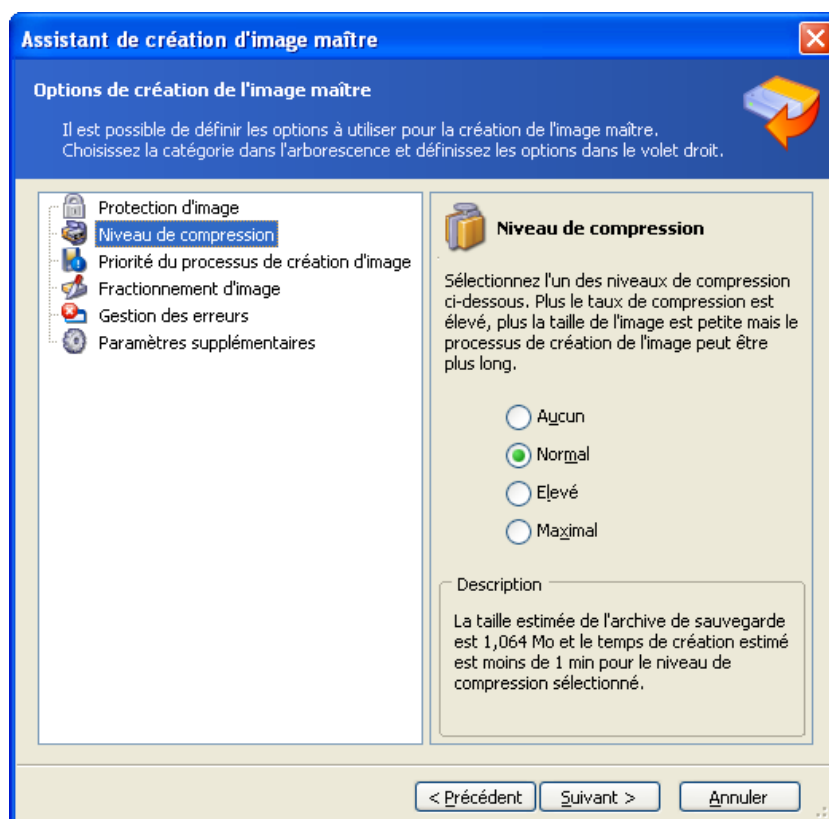 Assistant de création d'image maître
Options de création de l'image maître
Il est possible de définir les options à utiliser pour la création de l'image maître.
Choisissez la catégorie dans l'arborescence et définissez les options dans le volet droit.
Protection d'image
Niveau de compression
Priorité du processus de création d'image
Fractionnement d'image
Gestion des erreurs
Paramètres supplémentaires
Niveau de compression
Sélectionnez l'un des niveaux de compression
ci-dessous. Plus le taux de compression est
élevé, plus la taille de l'image est petite mais le
processus de création de l'image peut être
plus long.
Aucun
Normal
Elevé
Maximal
Description
La taille estimée de l'archive de sauvegarde
est 1,064 Mo et le temps de création estimé
est moins de 1 min pour le niveau de
compression sélectionné.
< Précédent
Suivant >
Annuler